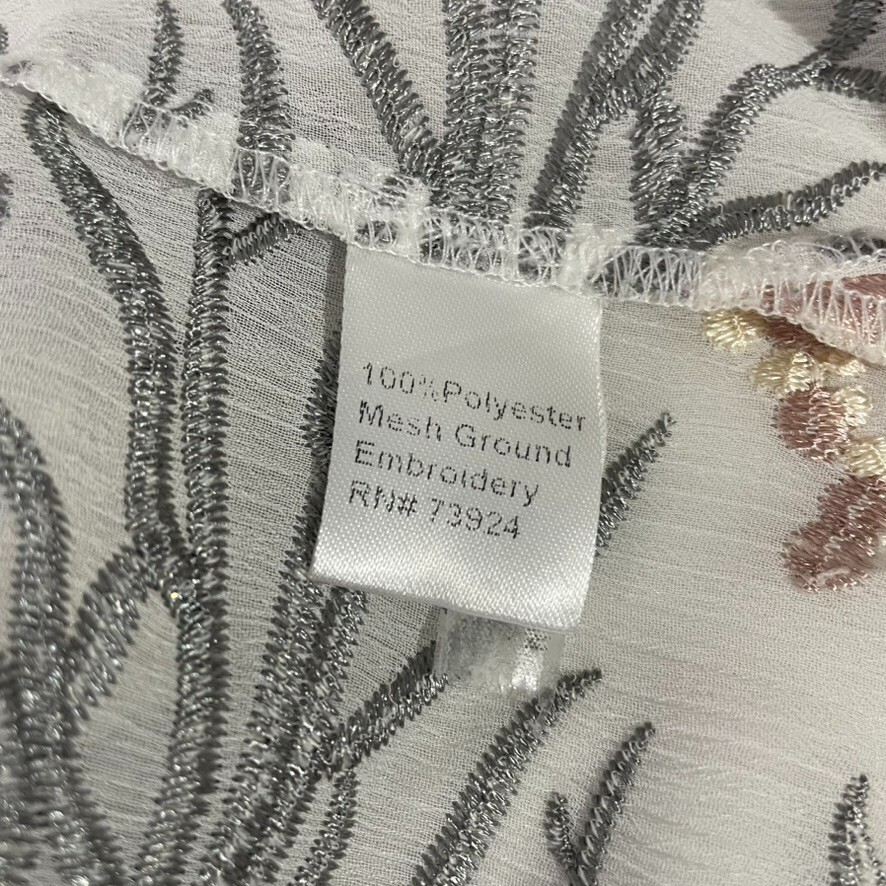 100%Polyester
Mesh Ground
Embroidery
RN# 73924